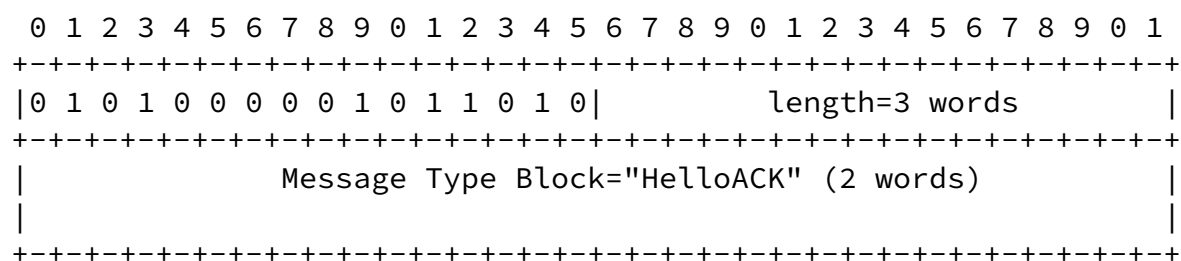 0 1 2 3 4 5 6 7 8 9 0 1 2 3 4 5 6 7 8 9 0 1 2 3 4 5 6 7 8 9 0 1
+-+-+-+-+-+-+-+-+-+-+-+-+-+-+-+-+-+-+-+-+-+-+-+-+-+-+-+-+-+-+-+-+
|0 1 0 1 0 0 0 0 0 1 0 1 1 0 1 0|         length=3 words        |
+-+-+-+-+-+-+-+-+-+-+-+-+-+-+-+-+-+-+-+-+-+-+-+-+-+-+-+-+-+-+-+-+
|              Message Type Block="HelloACK" (2 words)          |
|                                                               |
+-+-+-+-+-+-+-+-+-+-+-+-+-+-+-+-+-+-+-+-+-+-+-+-+-+-+-+-+-+-+-+-+